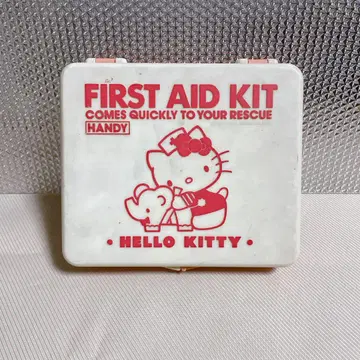 FIRST AID KIT
COMES QUICKLY TO YOUR RESCUE
HANDY
• HELLO KITTY •